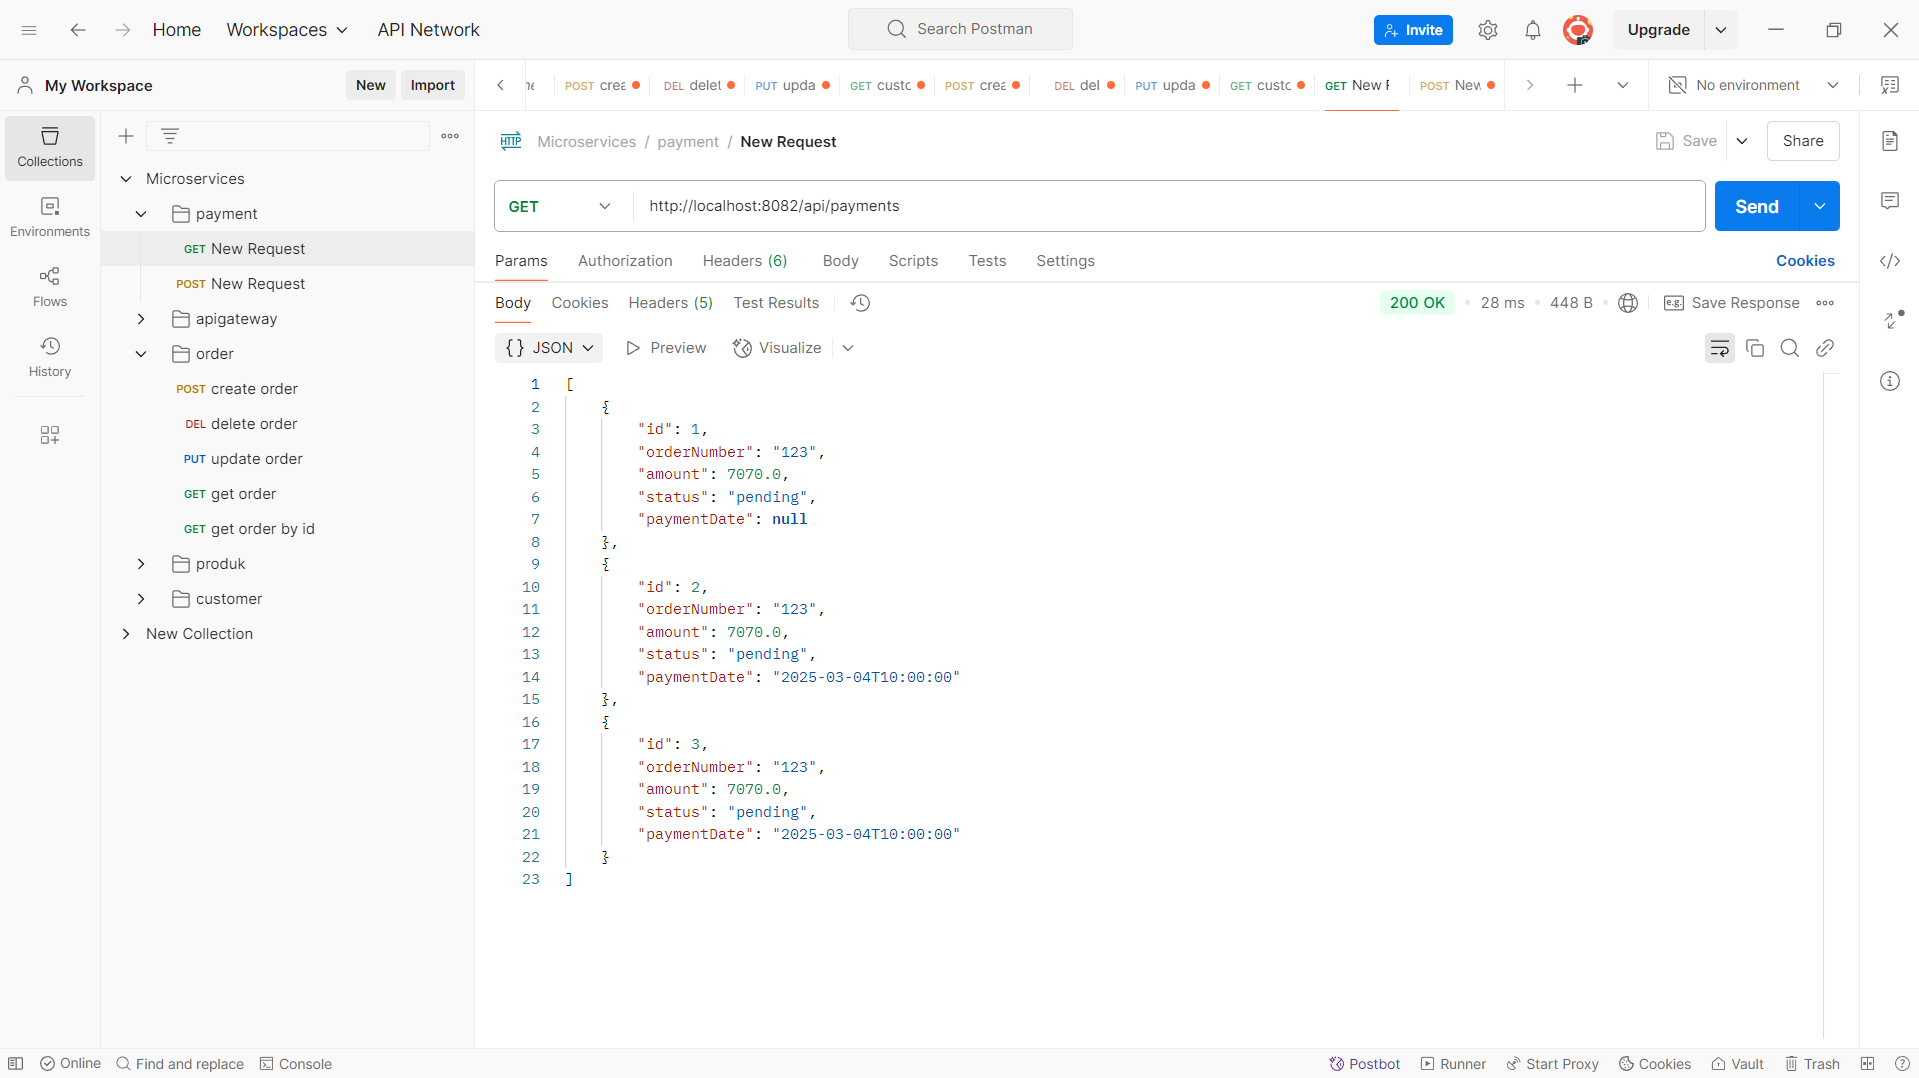 Home
Workspaces
API Network
Search Postman
Invite
Upgrade
My Workspace
New
Import
POST
DEL delet
PUT upda
GET custo
POST
DEL del
PUT upda
GET custo
GET New
POST New
No environment
Collections
Environments
Flows
History
Microservices
payment
GET New Request
POST New Request
apigateway
order
POST create order
DEL delete order
PUT update order
GET get order
GET get order by id
produk
customer
New Collection
HTTP Microservices / payment / New Request
Save
Share
GET http://localhost:8082/api/payments
Send
Params Authorization Headers (6) Body Scripts Tests Settings
Cookies
Body Cookies Headers (5) Test Results
200 OK • 28 ms • 448 B
e.g. Save Response
{} JSON Preview Visualize
1 [
2 {
3 "id": 1,
4 "orderNumber": "123",
5 "amount": 7070.0,
6 "status": "pending",
7 "paymentDate": null
8 },
9 {
10 "id": 2,
11 "orderNumber": "123",
12 "amount": 7070.0,
13 "status": "pending",
14 "paymentDate": "2025-03-04T10:00:00"
15 },
16 {
17 "id": 3,
18 "orderNumber": "123",
19 "amount": 7070.0,
20 "status": "pending",
21 "paymentDate": "2025-03-04T10:00:00"
22 }
23 ]
Online
Find and replace
Console
Postbot
Runner
Start Proxy
Cookies
Vault
Trash